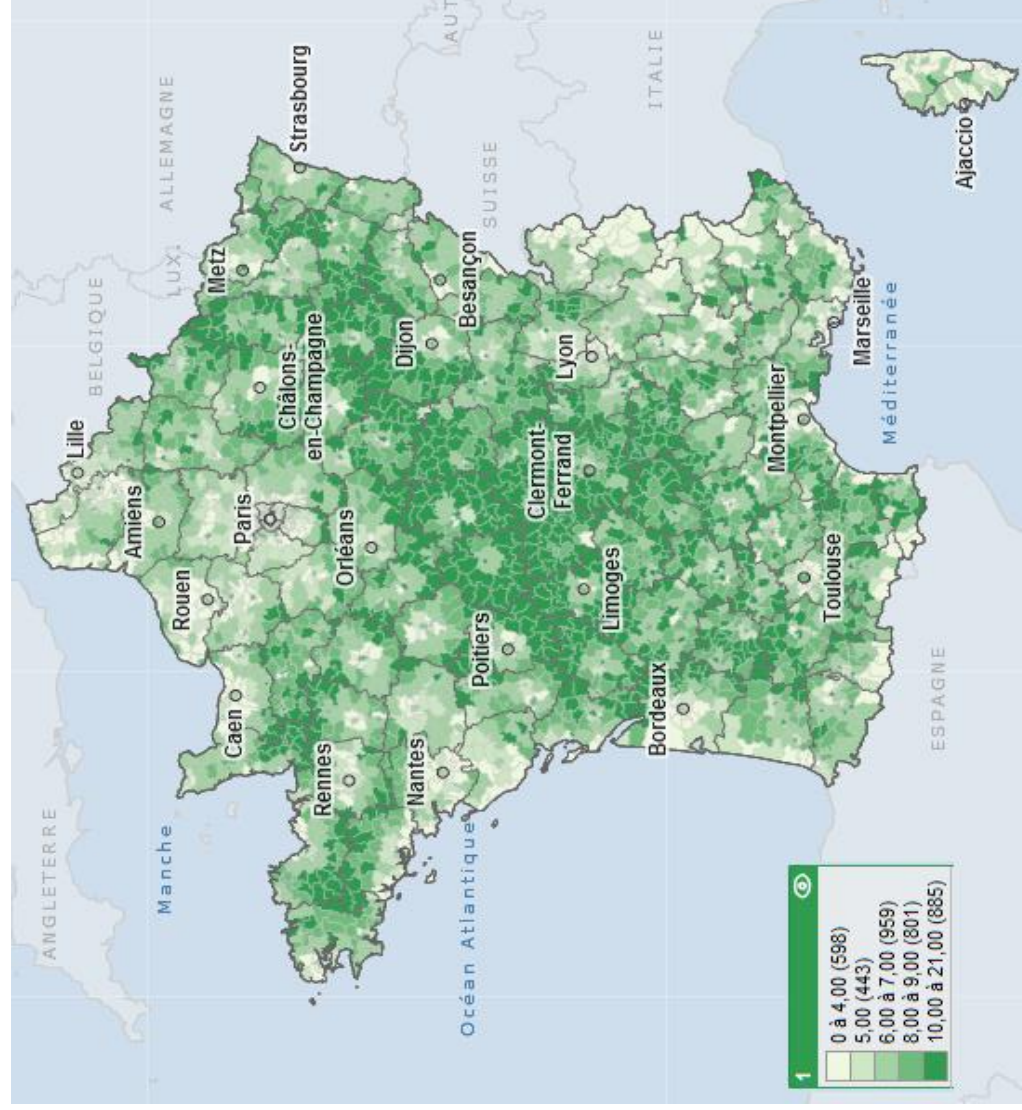 ANGLETERRE
BELGIQUE
LUX.
ALLEMAGNE
AUT
SUISSE
ITALIE
ESPAGNE
Manche
Océan Atlantique
Méditerranée
Lille
Amiens
Rouen
Caen
Paris
Metz
Strasbourg
Châlons-
en-Champagne
Rennes
Orléans
Nantes
Dijon
Besançon
Poitiers
Limoges
Clermont-
Ferrand
Lyon
Bordeaux
Toulouse
Montpellier
Marseille
Ajaccio
1
0 à 4,00 (598)
5,00 (443)
6,00 à 7,00 (959)
8,00 à 9,00 (801)
10,00 à 21,00 (885)